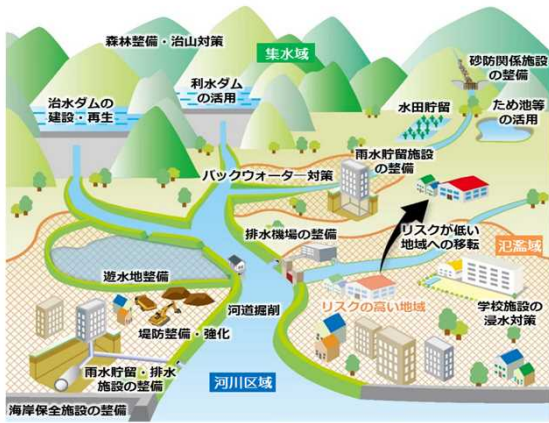 森林整備・治山対策
集水域
砂防関係施設
の整備
治水ダムの
建設・再生
利水ダム
の活用
水田貯留
ため池等
の活用
雨水貯留施設
の整備
バックウォーター対策
排水機場の整備
リスクが低い
地域への移転
氾濫域
遊水地整備
河道掘削
リスクの高い地域
学校施設の
浸水対策
堤防整備・強化
雨水貯留・排水
施設の整備
河川区域
海岸保全施設の整備